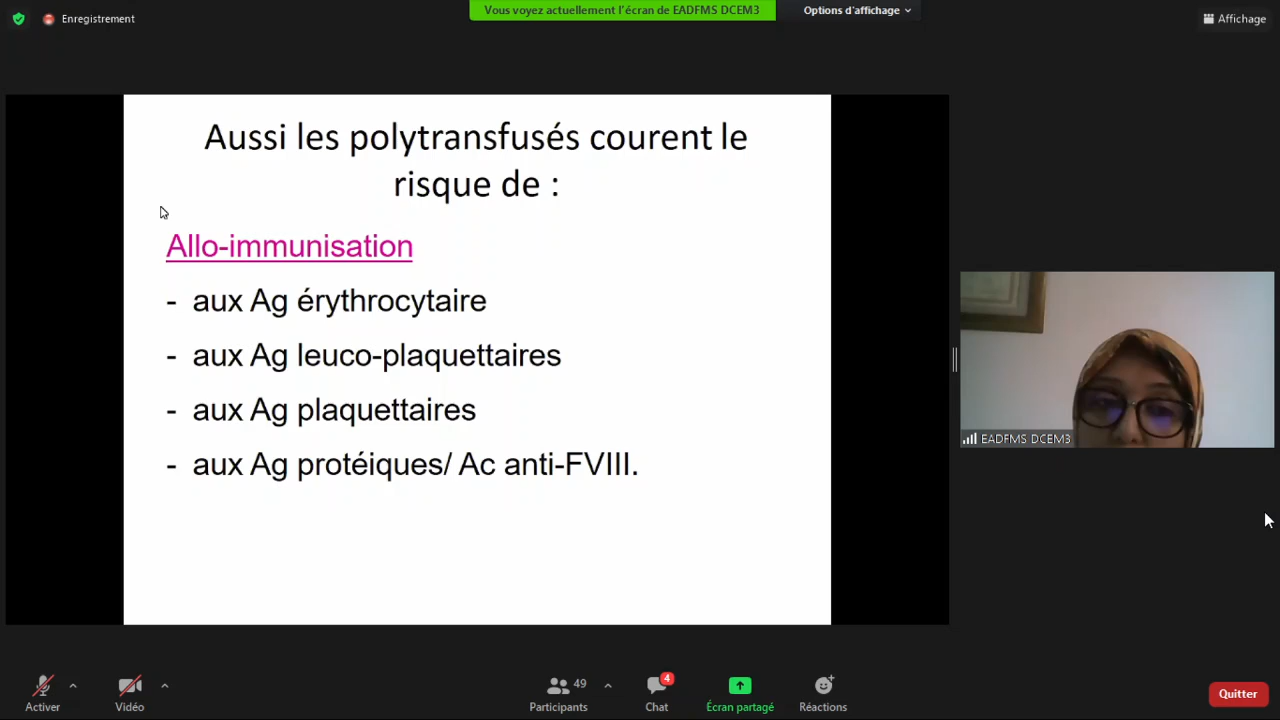 Enregistrement
Vous voyez actuellement l'écran de EADFMS DCEM3
Options d'affichage
Affichage
Aussi les polytransfusés courent le
risque de :
Allo-immunisation
- aux Ag érythrocytaire
- aux Ag leuco-plaquettaires
- aux Ag plaquettaires
- aux Ag protéiques/ Ac anti-FVIII.
EADFMS DCEM3
Activer
Vidéo
49
Participants
4
Chat
Écran partagé
Réactions
Quitter